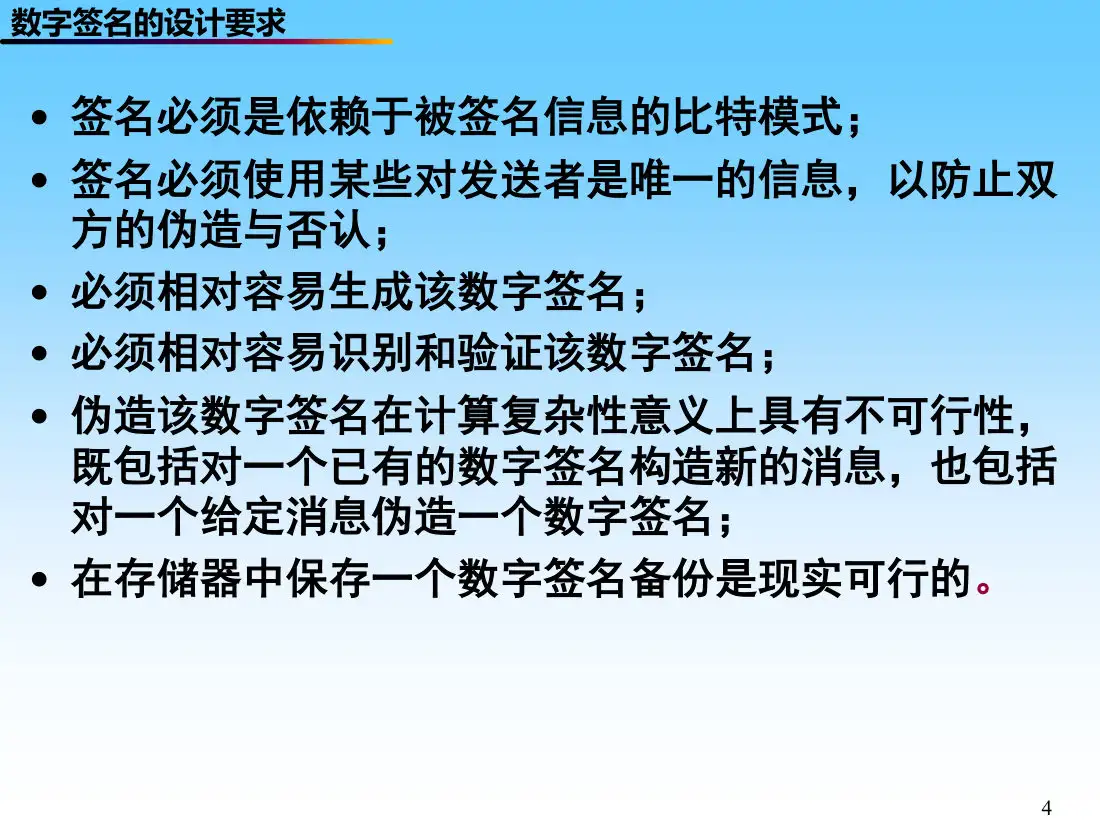 数字签名的设计要求
• 签名必须是依赖于被签名信息的比特模式；
• 签名必须使用某些对发送者是唯一的信息，以防止双
方的伪造与否认；
• 必须相对容易生成该数字签名；
• 必须相对容易识别和验证该数字签名；
• 伪造该数字签名在计算复杂性意义上具有不可行性，
既包括对一个已有的数字签名构造新的消息，也包括
对一个给定消息伪造一个数字签名；
• 在存储器中保存一个数字签名备份是现实可行的。
4